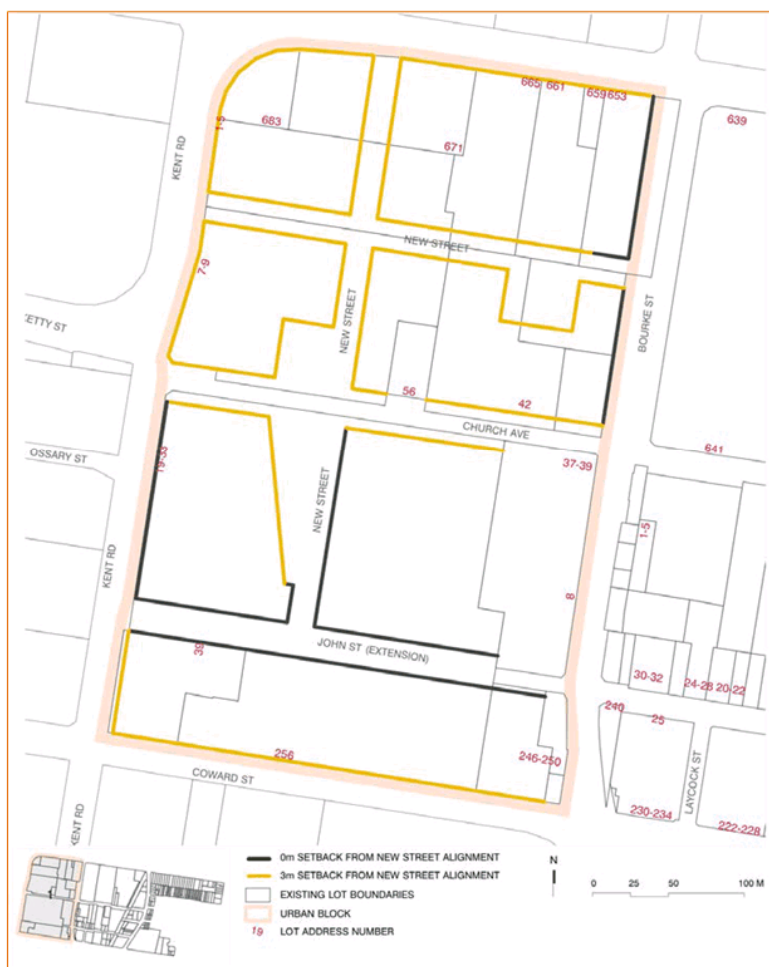 665
661
659
653
639
1-5
683
671
KENT RD
NEW STREET
7-9
NEW STREET
BOURKE ST
ETTY ST
56
42
CHURCH AVE
641
OSSARY ST
19-33
37-39
NEW STREET
1-5
KENT RD
8
JOHN ST (EXTENSION)
39
30-32
24-28
20-22
240
25
256
246-250
LAYCOCK ST
COWARD ST
230-234
222-228
KENT RD
0m SETBACK FROM NEW STREET ALIGNMENT
3m SETBACK FROM NEW STREET ALIGNMENT
EXISTING LOT BOUNDARIES
URBAN BLOCK
19 LOT ADDRESS NUMBER
N
0 25 50 100 M